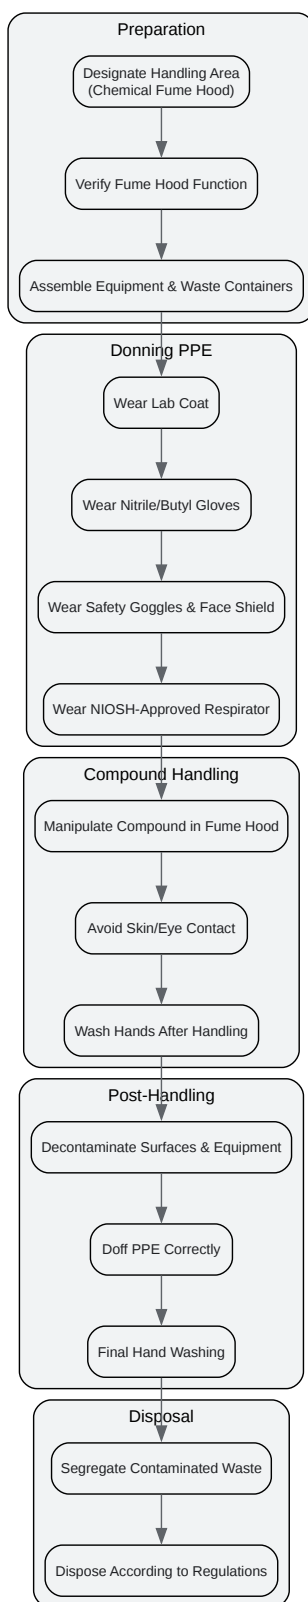 Preparation
Designate Handling Area
(Chemical Fume Hood)
Verify Fume Hood Function
Assemble Equipment & Waste Containers
Donning PPE
Wear Lab Coat
Wear Nitrile/Butyl Gloves
Wear Safety Goggles & Face Shield
Wear NIOSH-Approved Respirator
Compound Handling
Manipulate Compound in Fume Hood
Avoid Skin/Eye Contact
Wash Hands After Handling
Post-Handling
Decontaminate Surfaces & Equipment
Doff PPE Correctly
Final Hand Washing
Disposal
Segregate Contaminated Waste
Dispose According to Regulations